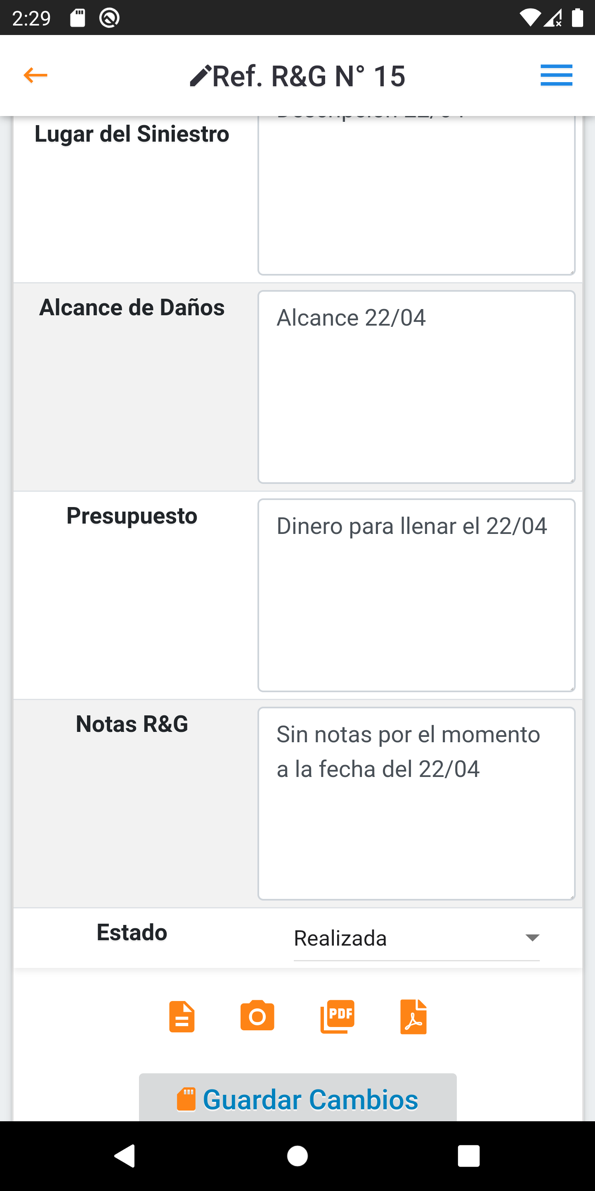 2:29
Ref. R&G N° 15
Lugar del Siniestro
Alcance de Daños
Alcance 22/04
Presupuesto
Dinero para llenar el 22/04
Notas R&G
Sin notas por el momento
a la fecha del 22/04
Estado
Realizada
PDF
Guardar Cambios